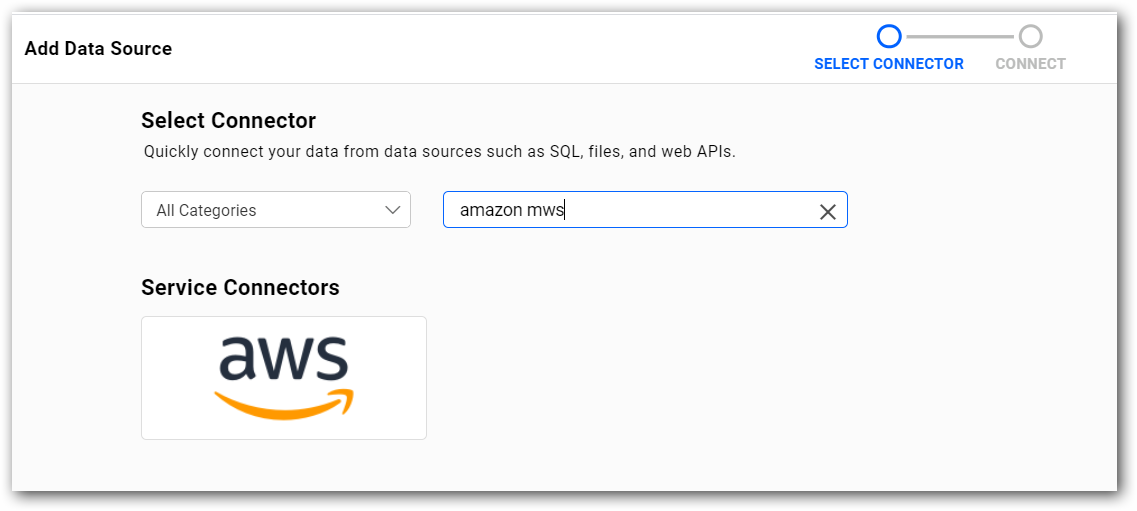 Add Data Source
SELECT CONNECTOR
CONNECT
Select Connector
Quickly connect your data from data sources such as SQL, files, and web APIs.
All Categories
amazon mws
Service Connectors
aws